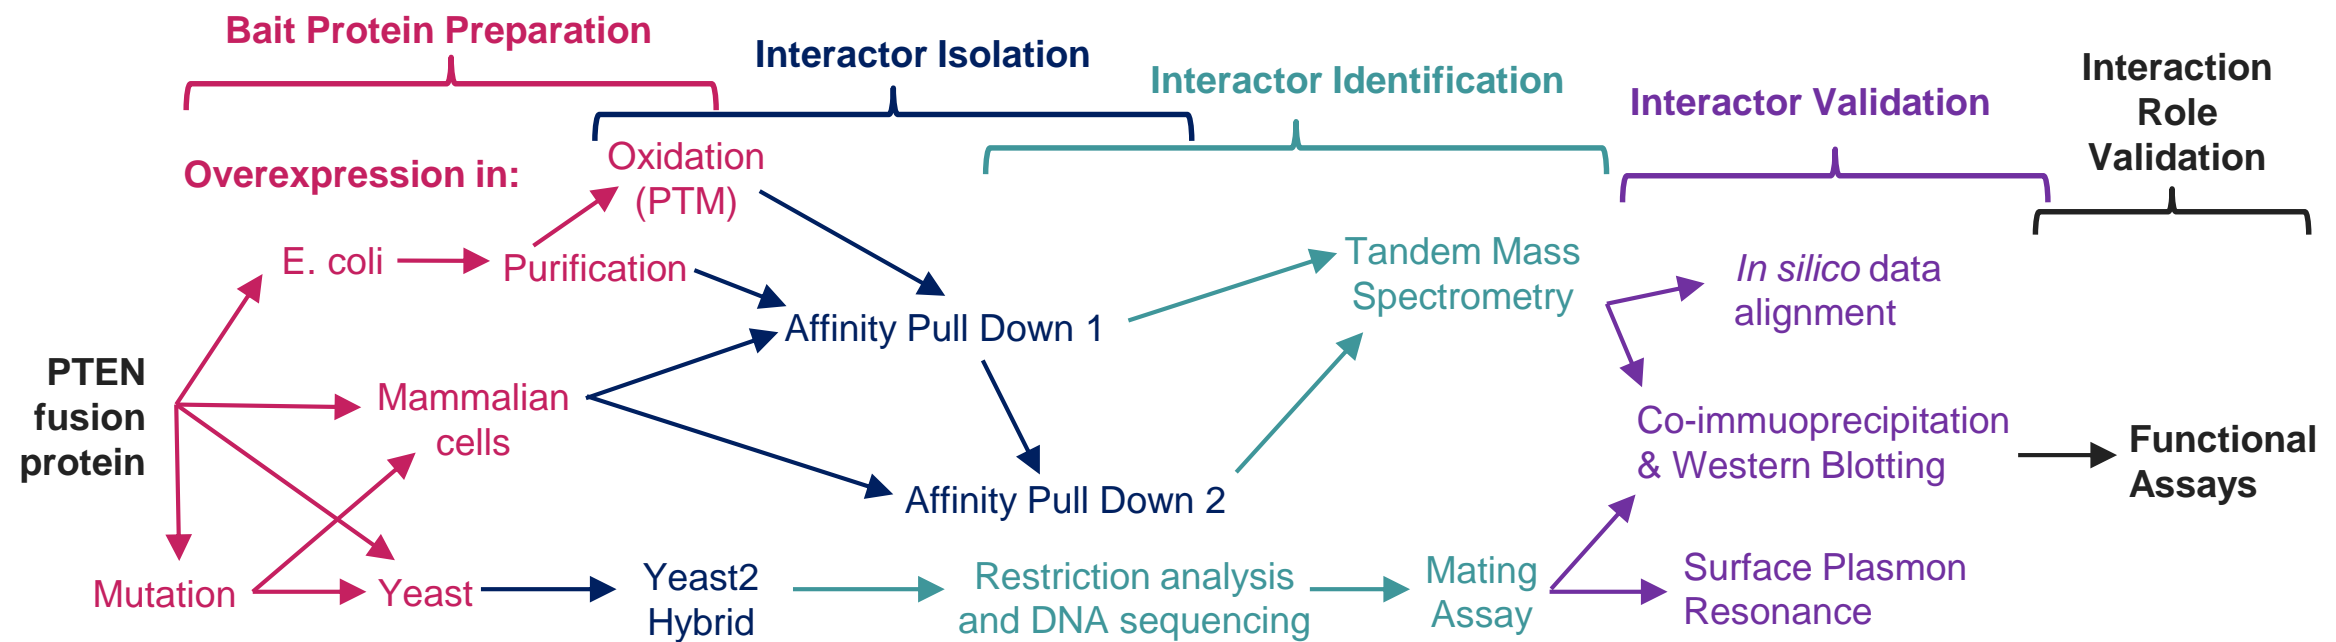 Bait Protein Preparation
Interactor Isolation
Interactor Identification
Interactor Validation
Interaction
Role
Validation
Overexpression in:
Oxidation
(PTM)
E. coli
Purification
Affinity Pull Down 1
Tandem Mass
Spectrometry
In silico data
alignment
PTEN
fusion
protein
Mammalian
cells
Affinity Pull Down 2
Co-immuoprecipitation
& Western Blotting
Functional
Assays
Mutation
Yeast
Yeast2
Hybrid
Restriction analysis
and DNA sequencing
Mating
Assay
Surface Plasmon
Resonance